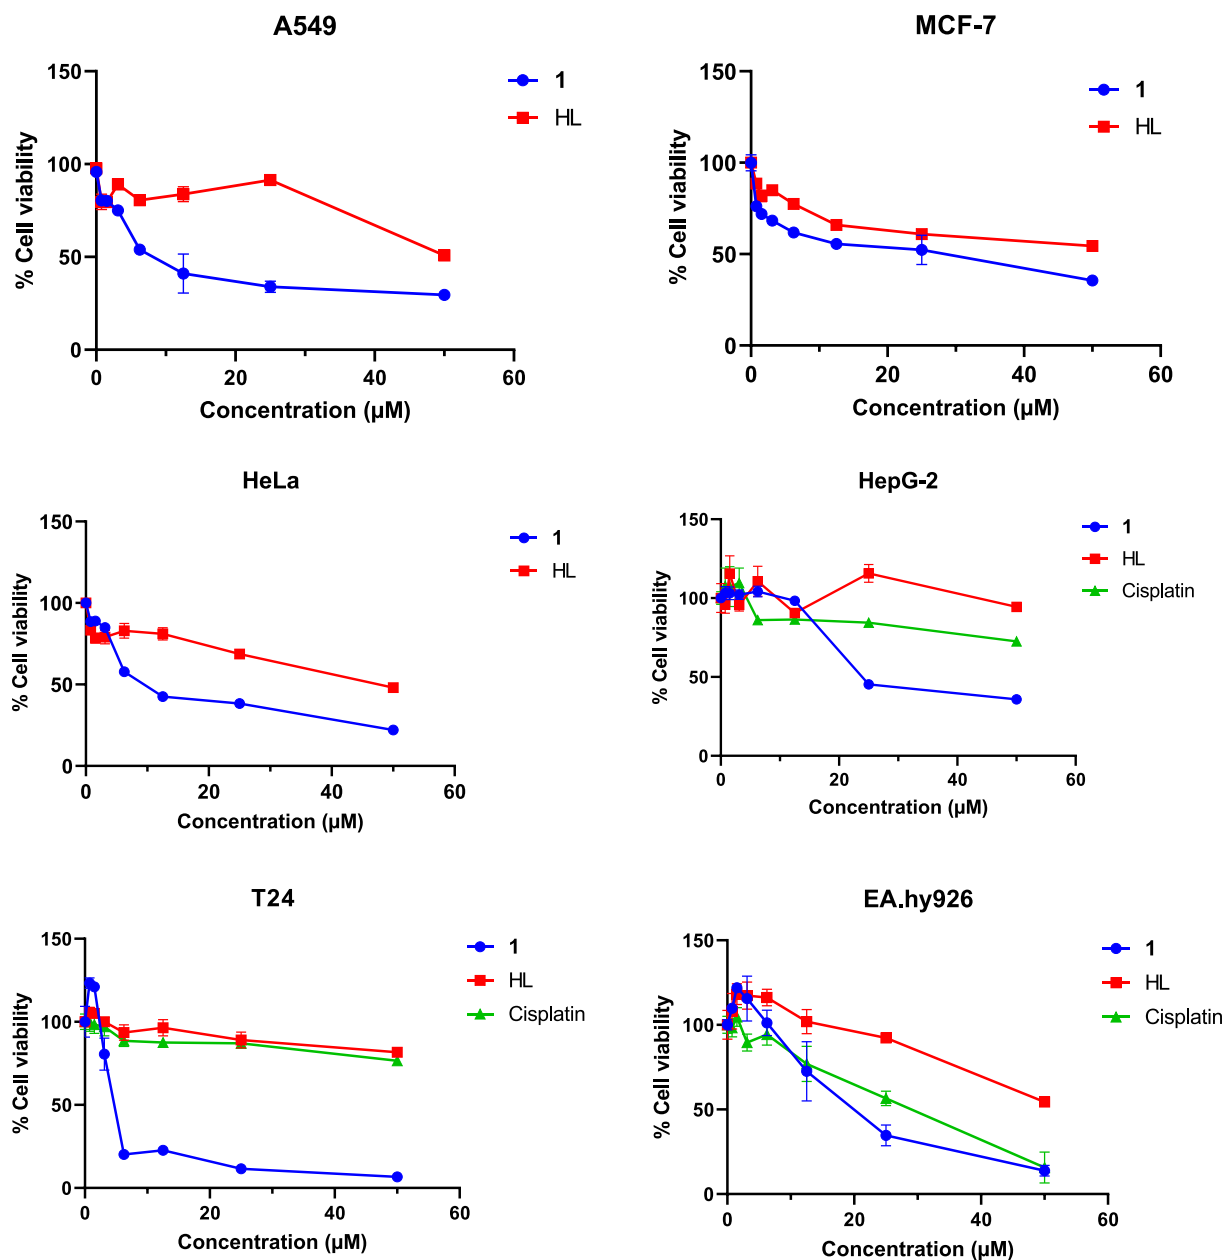 A549
1
HL
% Cell viability
150
100
50
0
0 20 40 60
Concentration (µM)
MCF-7
1
HL
% Cell viability
150
100
50
0
0 20 40 60
Concentration (µM)
HeLa
1
HL
% Cell viability
150
100
50
0
0 20 40 60
Concentration (µM)
HepG-2
1
HL
Cisplatin
% Cell viability
150
100
50
0
0 20 40 60
Concentration (µM)
T24
1
HL
Cisplatin
% Cell viability
150
100
50
0
0 20 40 60
Concentration (µM)
EA.hy926
1
HL
Cisplatin
% Cell viability
150
100
50
0
0 20 40 60
Concentration (µM)